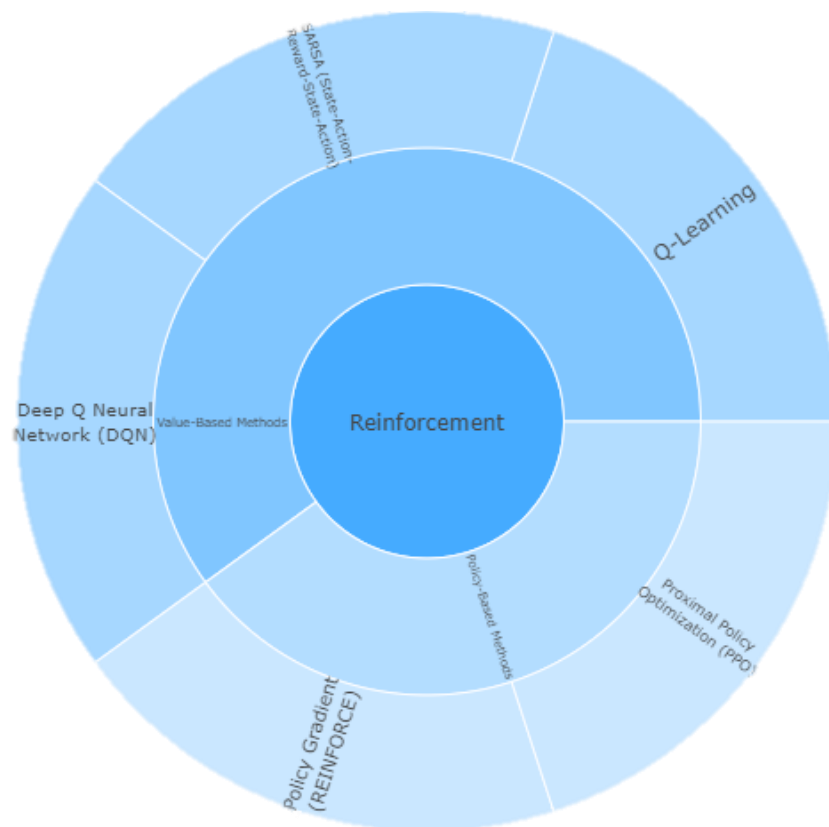 SARSA (State-Action-
Reward-State-Action)
Q-Learning
Deep Q Neural
Network (DQN)
Value-Based Methods
Reinforcement
Policy-Based Methods
Proximal Policy
Optimization (PPO)
Policy Gradient
(REINFORCE)